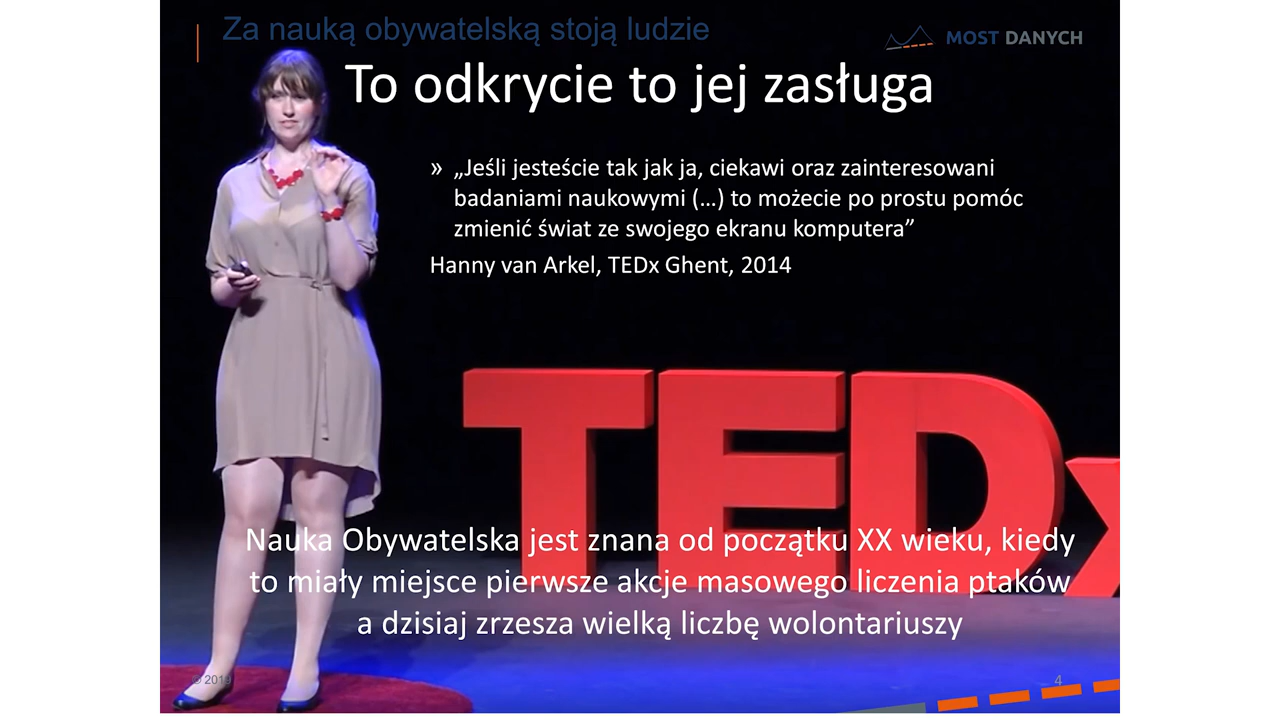 Za nauką obywatelską stoją ludzie
MOST DANYCH
To odkrycie to jej zasługa
» „Jeśli jesteście tak jak ja, ciekawi oraz zainteresowani
badaniami naukowymi (…) to możecie po prostu pomóc
zmienić świat ze swojego ekranu komputera”
Hanny van Arkel, TEDx Ghent, 2014
TEDx
Nauka Obywatelska jest znana od początku XX wieku, kiedy
to miały miejsce pierwsze akcje masowego liczenia ptaków
a dzisiaj zrzesza wielką liczbę wolontariuszy
4